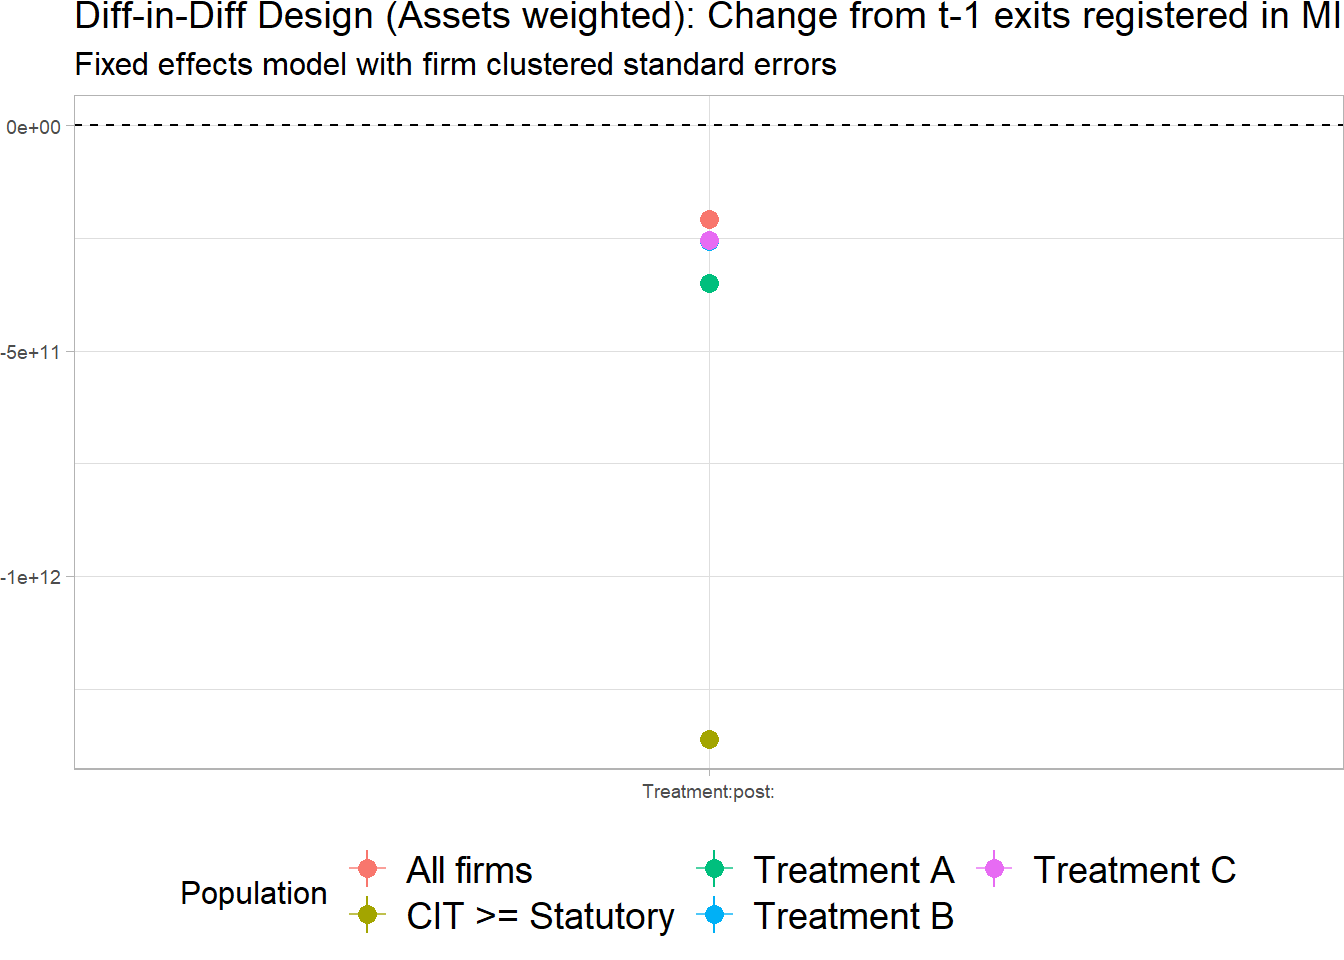 Diff-in-Diff Design (Assets weighted): Change from t-1 exits registered in MI
Fixed effects model with firm clustered standard errors
0e+00
-5e+11
-1e+12
Treatment:post:
Population
All firms
Treatment A
Treatment C
CIT >= Statutory
Treatment B